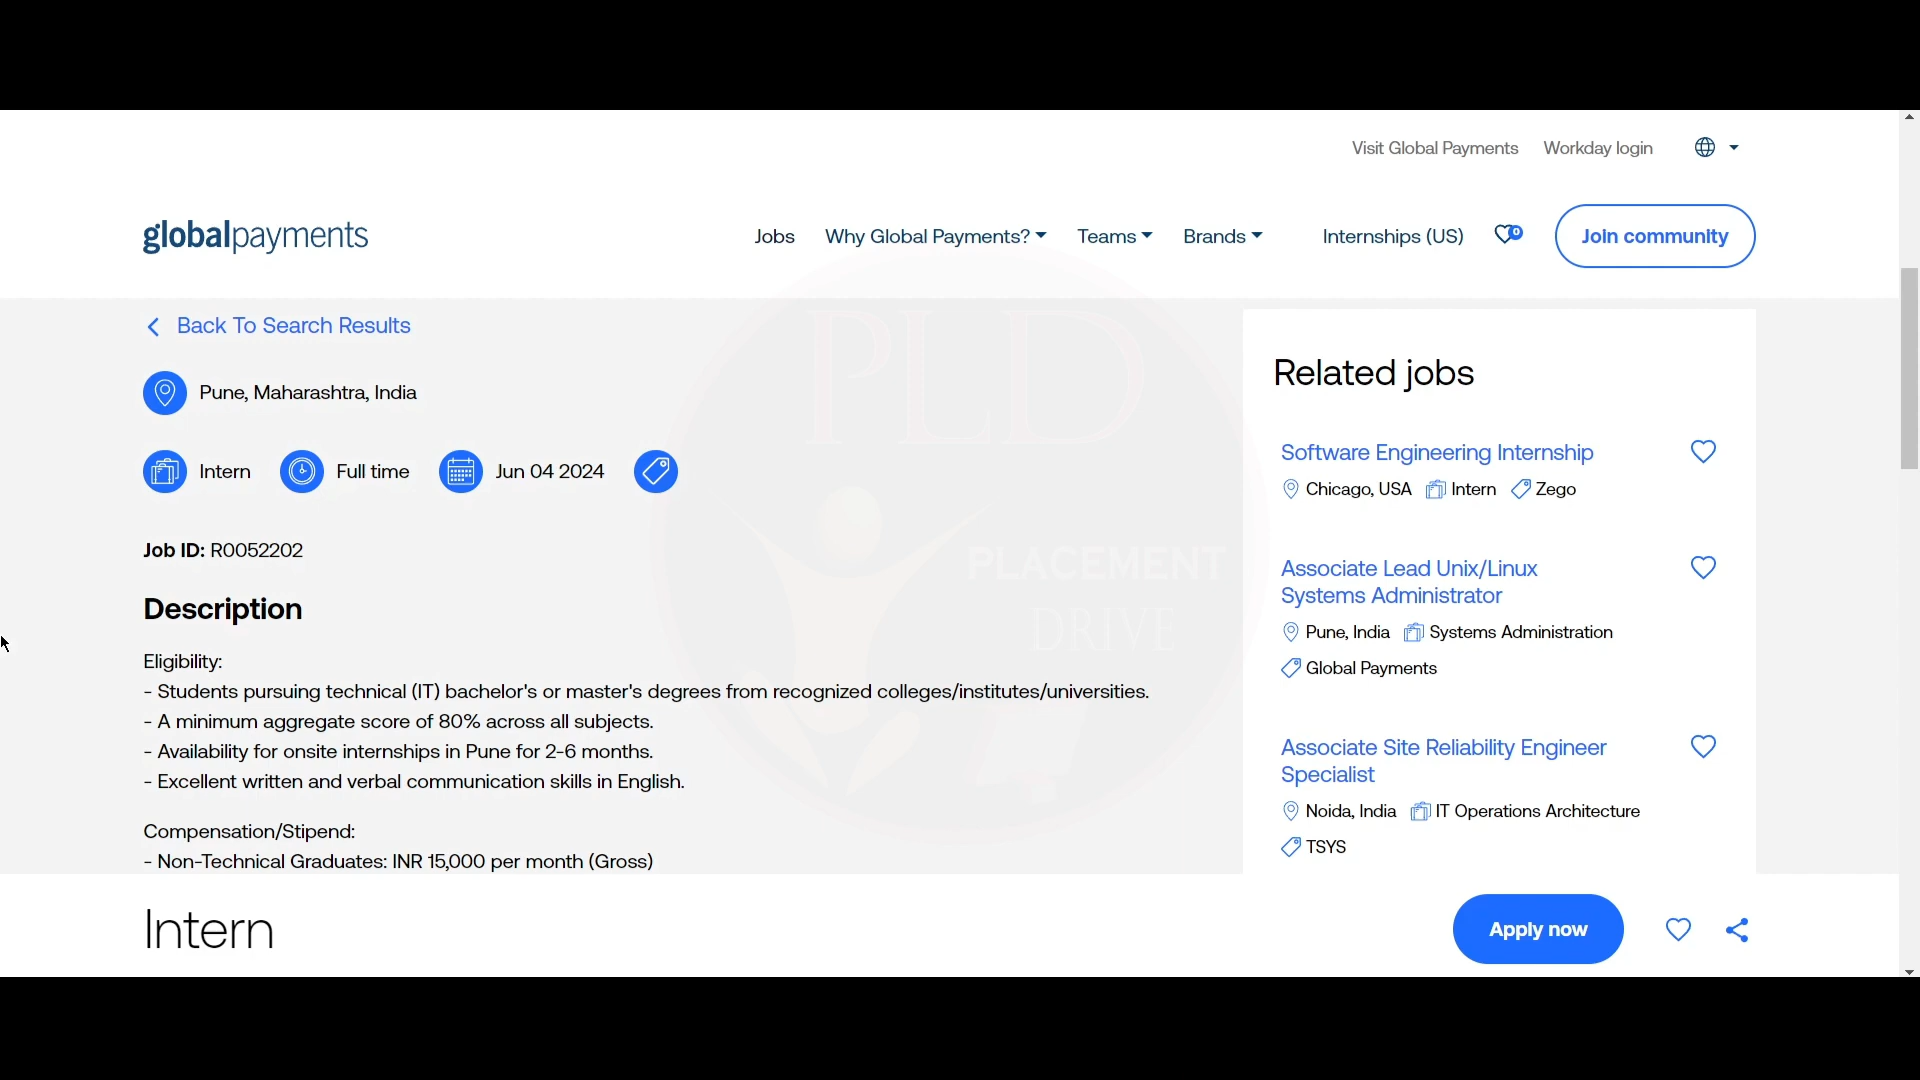 Visit Global Payments Workday login
globalpayments
Jobs Why Global Payments? Teams Brands Internships (US) 0 Join community
Back To Search Results
Pune, Maharashtra, India
Intern Full time Jun 04 2024
Job ID: R0052202
Description
Eligibility:
- Students pursuing technical (IT) bachelor's or master's degrees from recognized colleges/institutes/universities.
- A minimum aggregate score of 80% across all subjects.
- Availability for onsite internships in Pune for 2-6 months.
- Excellent written and verbal communication skills in English.
Compensation/Stipend:
- Non-Technical Graduates: INR 15,000 per month (Gross)
PLD
PLACEMENT
DRIVE
Related jobs
Software Engineering Internship
Chicago, USA Intern Zego
Associate Lead Unix/Linux
Systems Administrator
Pune, India Systems Administration
Global Payments
Associate Site Reliability Engineer
Specialist
Noida, India IT Operations Architecture
TSYS
Intern
Apply now